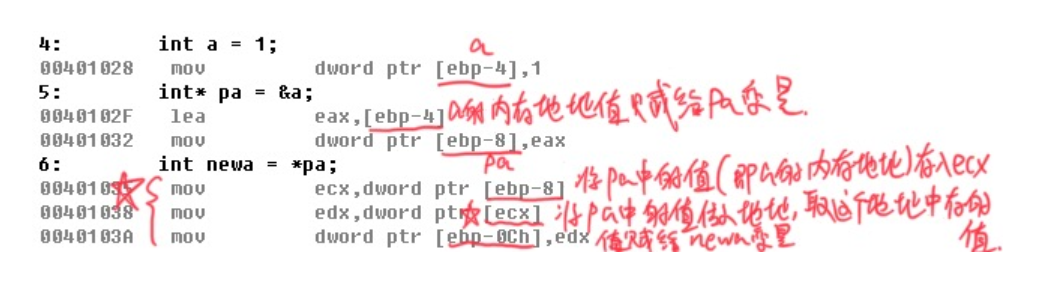 4: int a = 1;
a
00401028 mov dword ptr [ebp-4],1
5: int* pa = &a;
0040102F lea eax,[ebp-4] a的内存地址值赋给pa变量.
00401032 mov dword ptr [ebp-8],eax
pa
6: int newa = *pa;
00401035 mov ecx,dword ptr [ebp-8] 将pa中的值(即a的内存地址)存入ecx
00401038 mov edx,dword ptr [ecx] 将pa中的值做地址,取这个地址中存的值.
0040103A mov dword ptr [ebp-0Ch],edx 值赋给newa变量